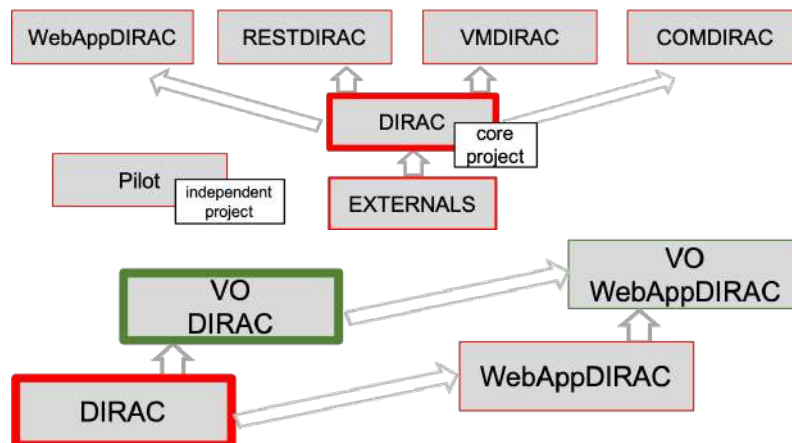 WebAppDIRAC
RESTDIRAC
VMDIRAC
COMDIRAC
DIRAC
core
project
Pilot
independent
project
EXTERNALS
VO
DIRAC
VO
WebAppDIRAC
DIRAC
WebAppDIRAC